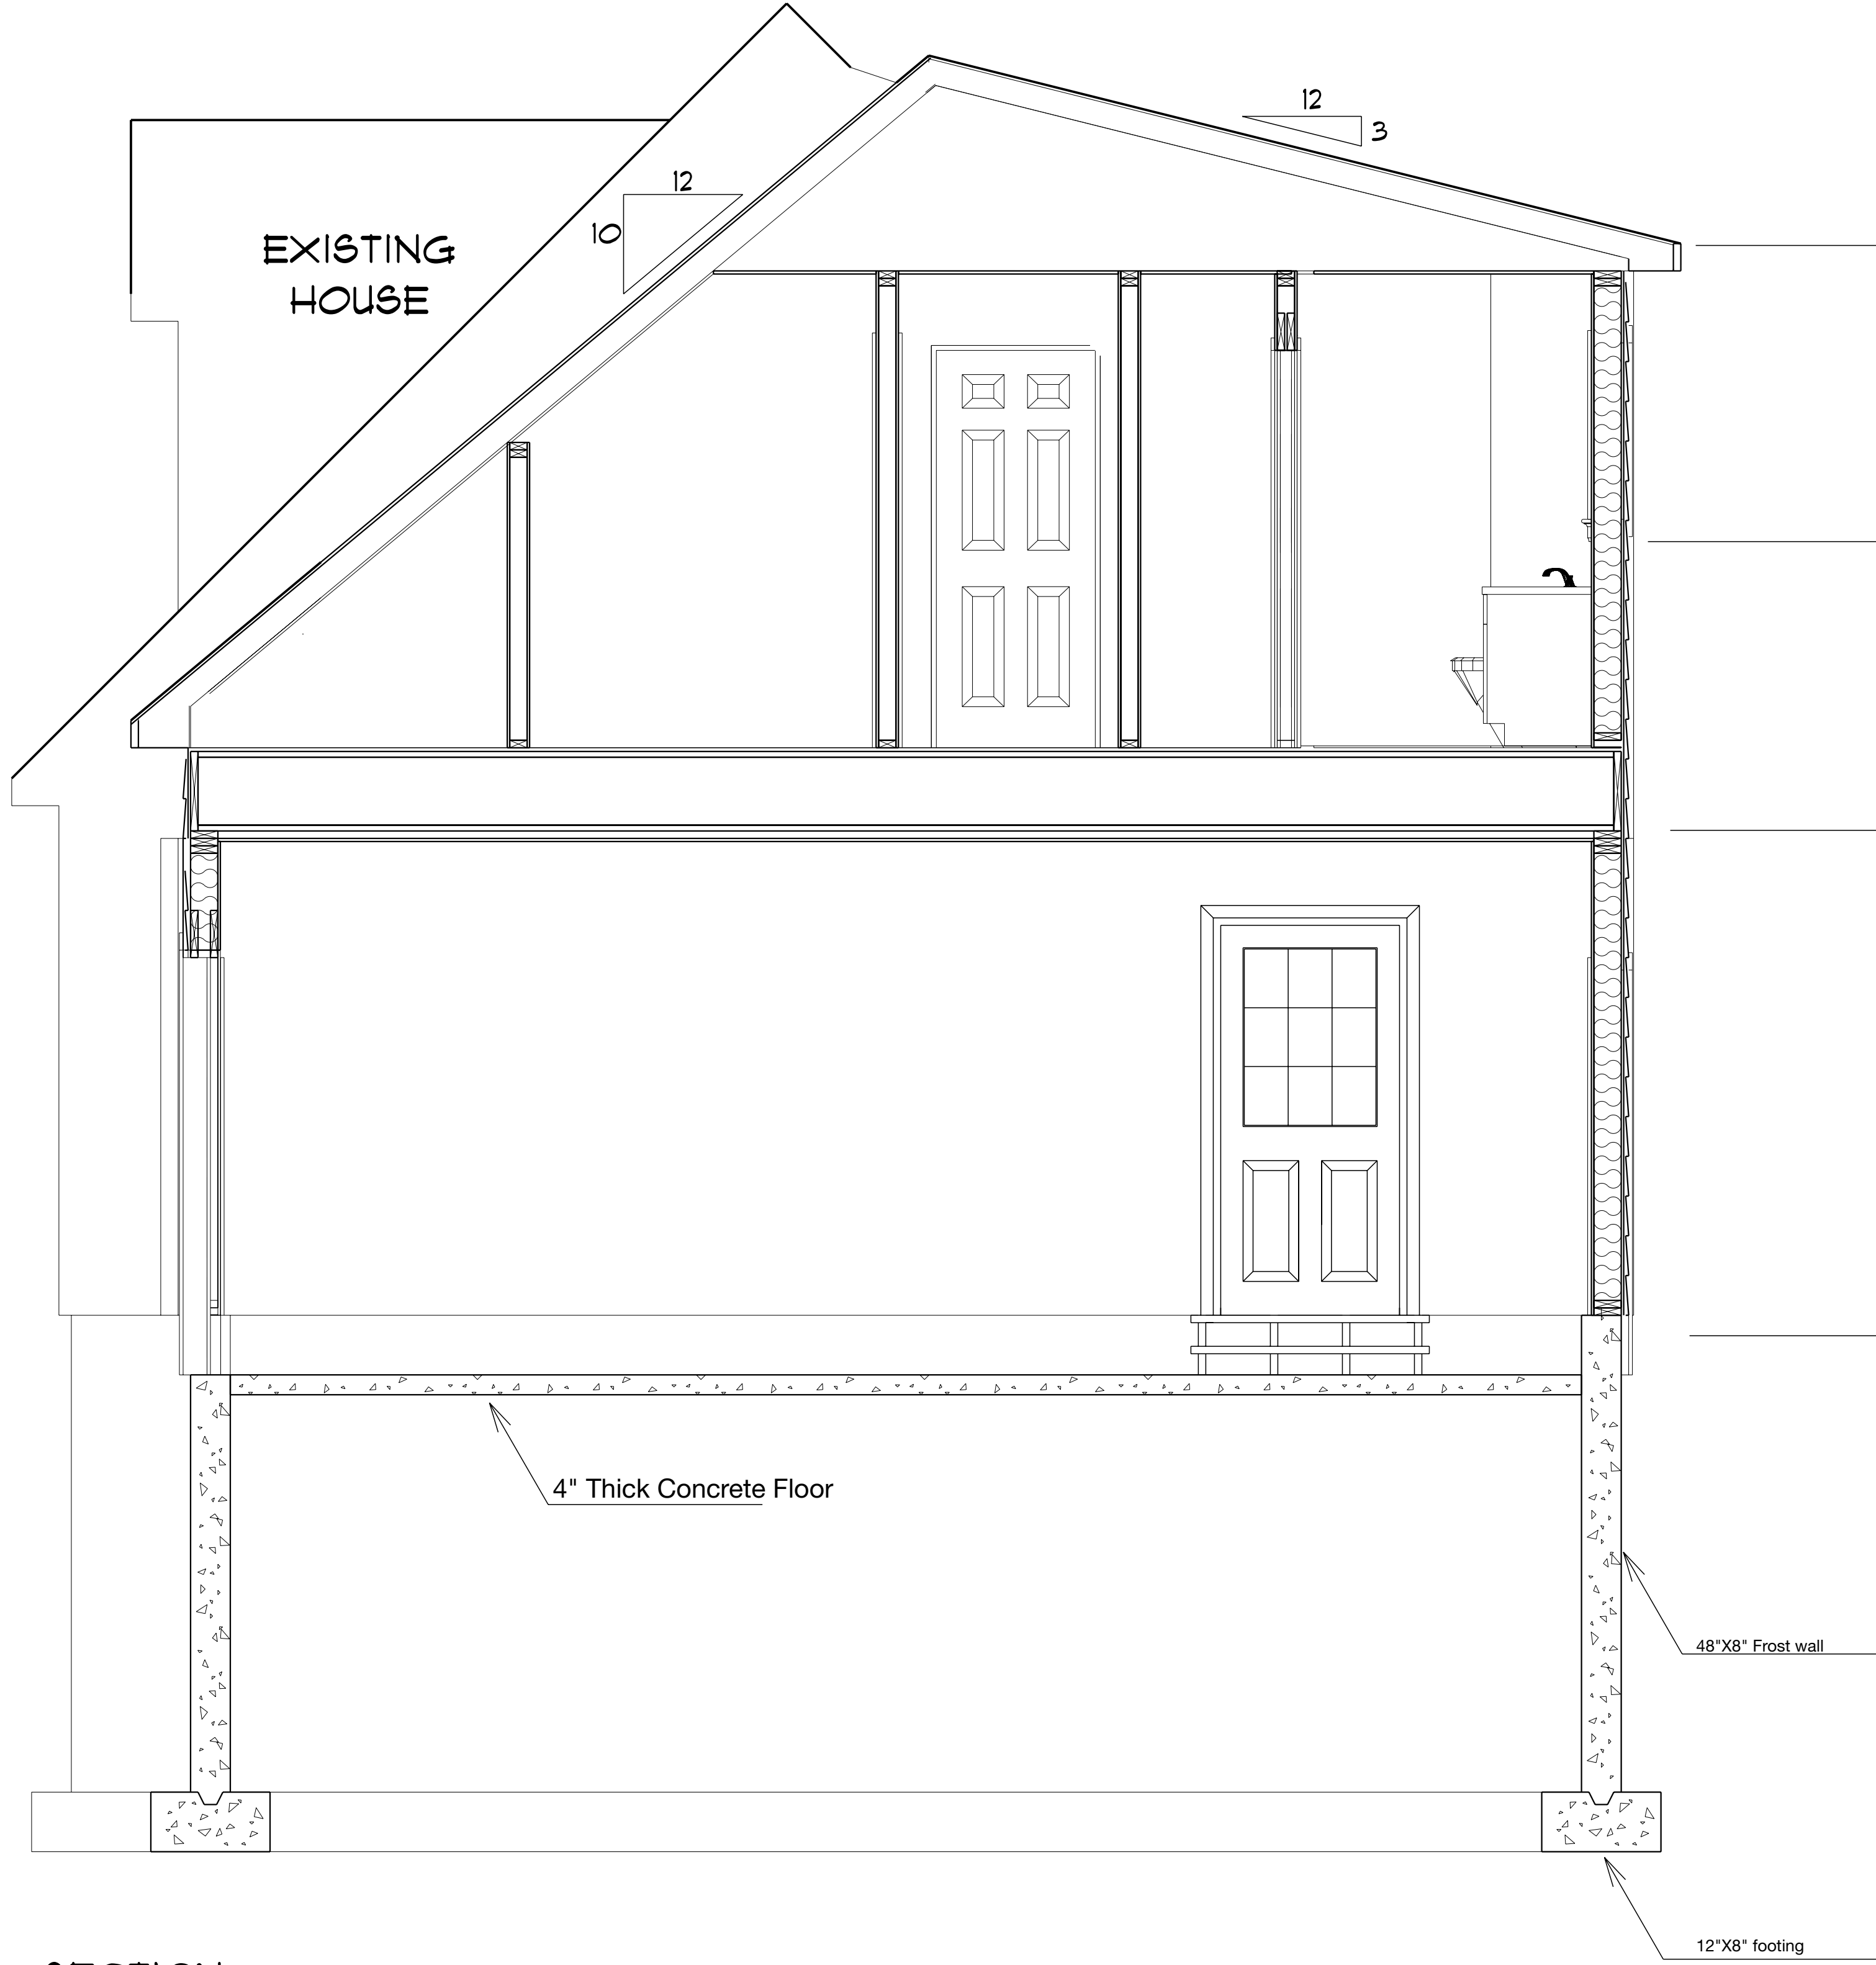 12
3
12
10
EXISTING
HOUSE
4" Thick Concrete Floor
48"X8" Frost wall
12"X8" footing